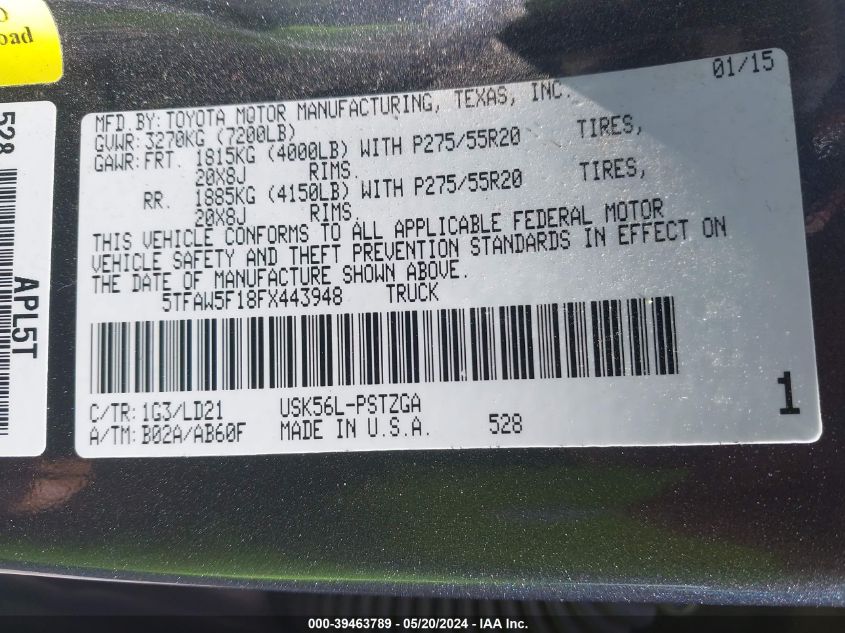 oad
528
APL5T
01/15
MFD. BY: TOYOTA MOTOR MANUFACTURING, TEXAS, INC.
GVWR: 3270KG (7200LB)
GAWR: FRT. 1815KG (4000LB) WITH P275/55R20 TIRES,
20X8J RIMS.
RR. 1885KG (4150LB) WITH P275/55R20 TIRES,
20X8J RIMS.
THIS VEHICLE CONFORMS TO ALL APPLICABLE FEDERAL MOTOR
VEHICLE SAFETY AND THEFT PREVENTION STANDARDS IN EFFECT ON
THE DATE OF MANUFACTURE SHOWN ABOVE.
5TFAW5F18FX443948 TRUCK
C/TR: 1G3/LD21 USK56L-PSTZGA
A/TM: B02A/AB60F MADE IN U.S.A. 528
1
000-39463789 - 05/20/2024 - IAA Inc.